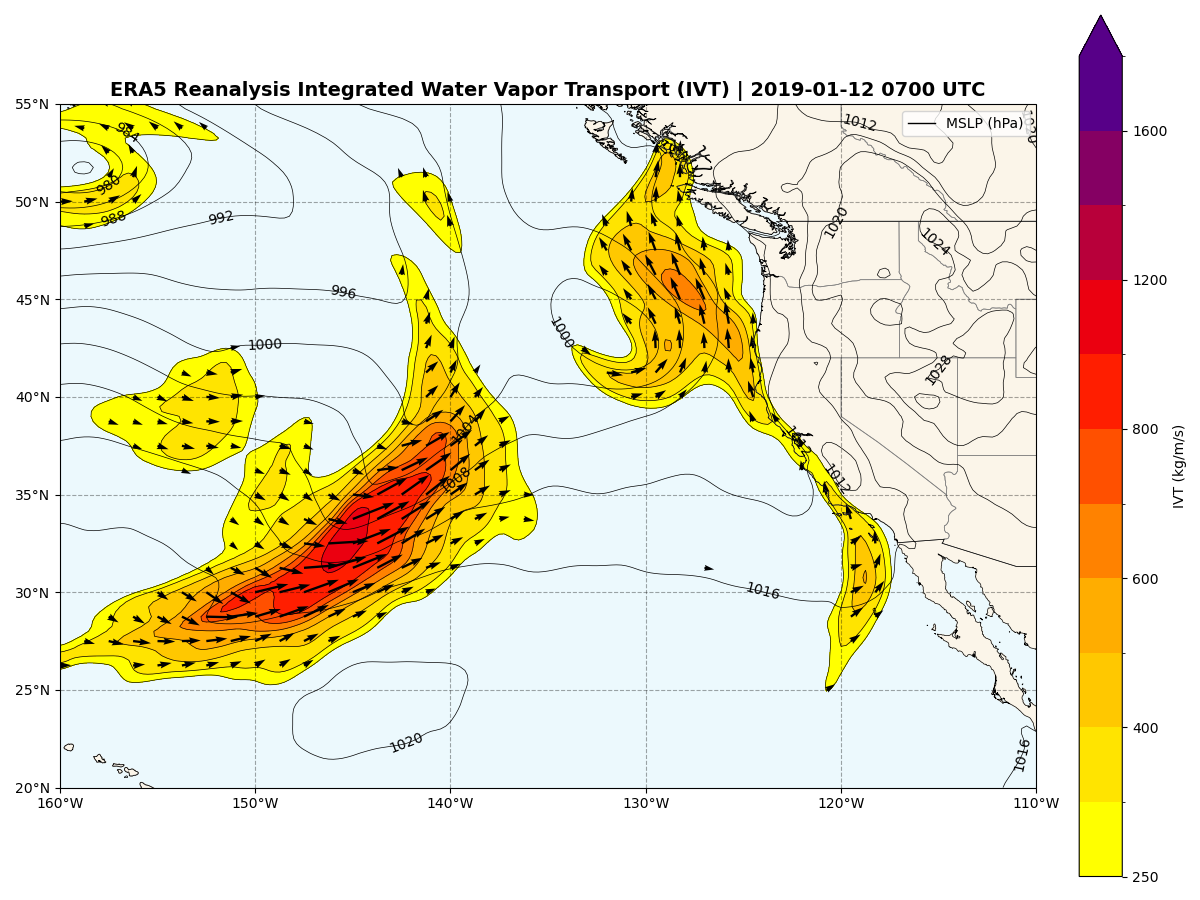 ERA5 Reanalysis Integrated Water Vapor Transport (IVT) | 2019-01-12 0700 UTC
MSLP (hPa)
55°N
50°N
45°N
40°N
35°N
30°N
25°N
20°N
160°W
150°W
140°W
130°W
120°W
110°W
984
980
988
992
996
1000
1000
1004
1008
1012
1020
1020
1024
1028
1012
1012
1016
1020
1016
1600
1200
800
600
400
250
IVT (kg/m/s)